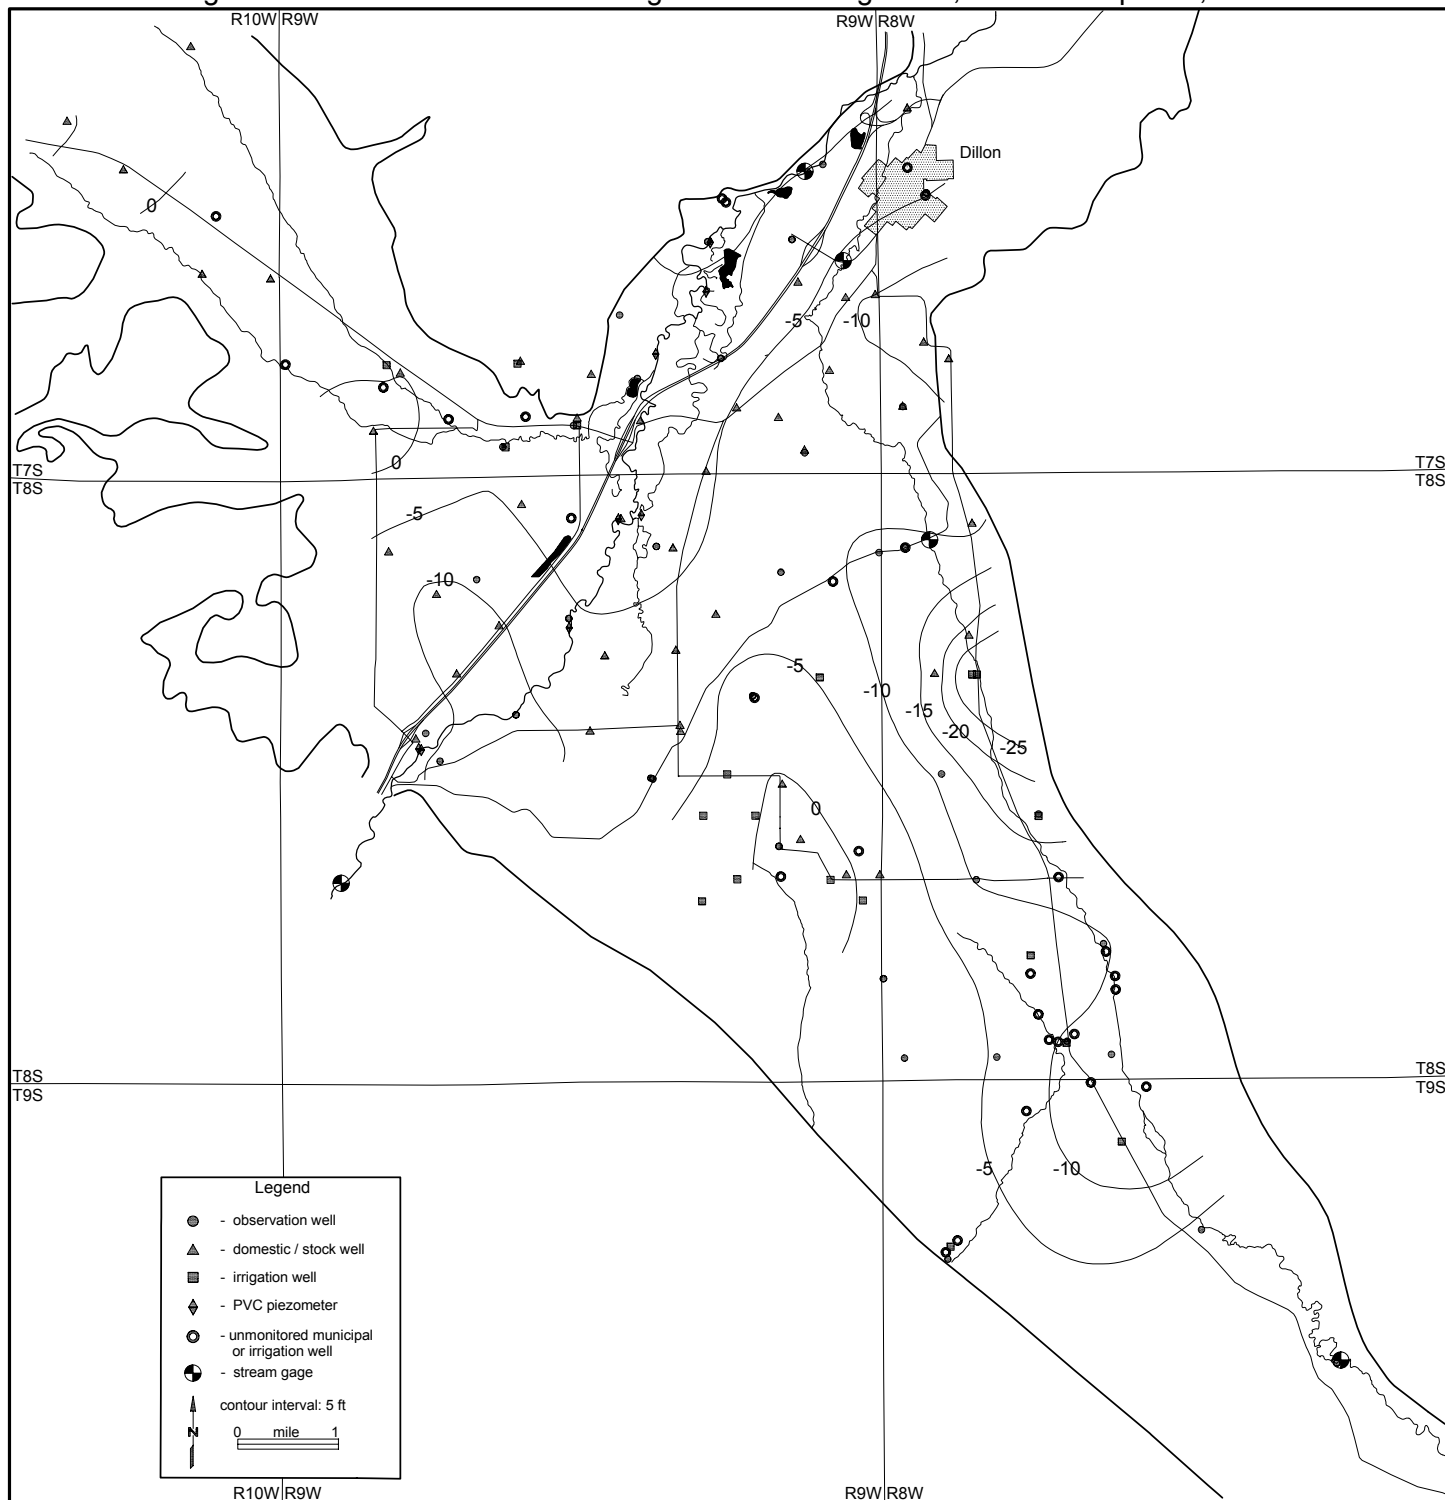 R10W R9W
R9W R8W
Dillon
0
-5
-10
0
T7S
T7S
T8S
T8S
-5
-10
-5
-10
-15
-20
-25
0
T8S
T8S
T9S
T9S
-5
-10
Legend
- observation well
- domestic / stock well
- irrigation well
- PVC piezometer
- unmonitored municipal
or irrigation well
- stream gage
contour interval: 5 ft
N
0 mile 1
R10W R9W
R9W R8W